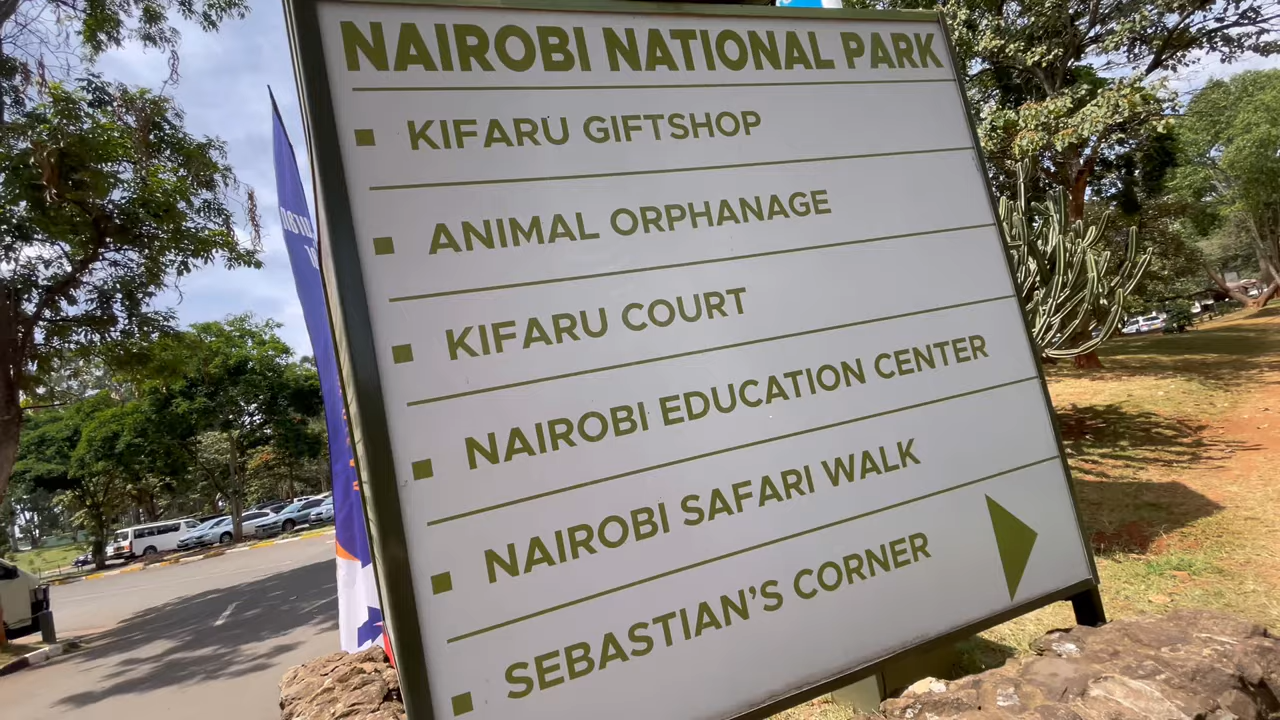 NAIROBI NATIONAL PARK
KIFARU GIFTSHOP
ANIMAL ORPHANAGE
KIFARU COURT
NAIROBI EDUCATION CENTER
NAIROBI SAFARI WALK
SEBASTIAN'S CORNER